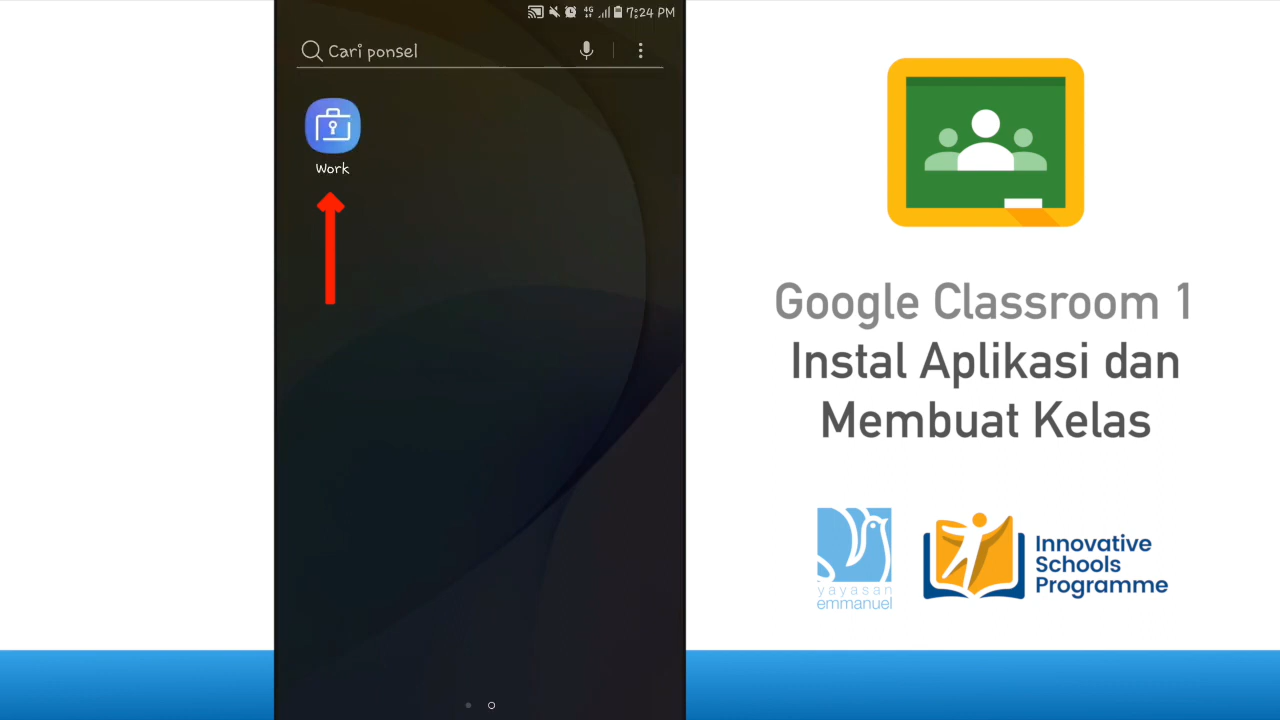 4G 7:24 PM
Cari ponsel
Work
Google Classroom 1
Instal Aplikasi dan
Membuat Kelas
yayasan
emmanuel
Innovative
Schools
Programme